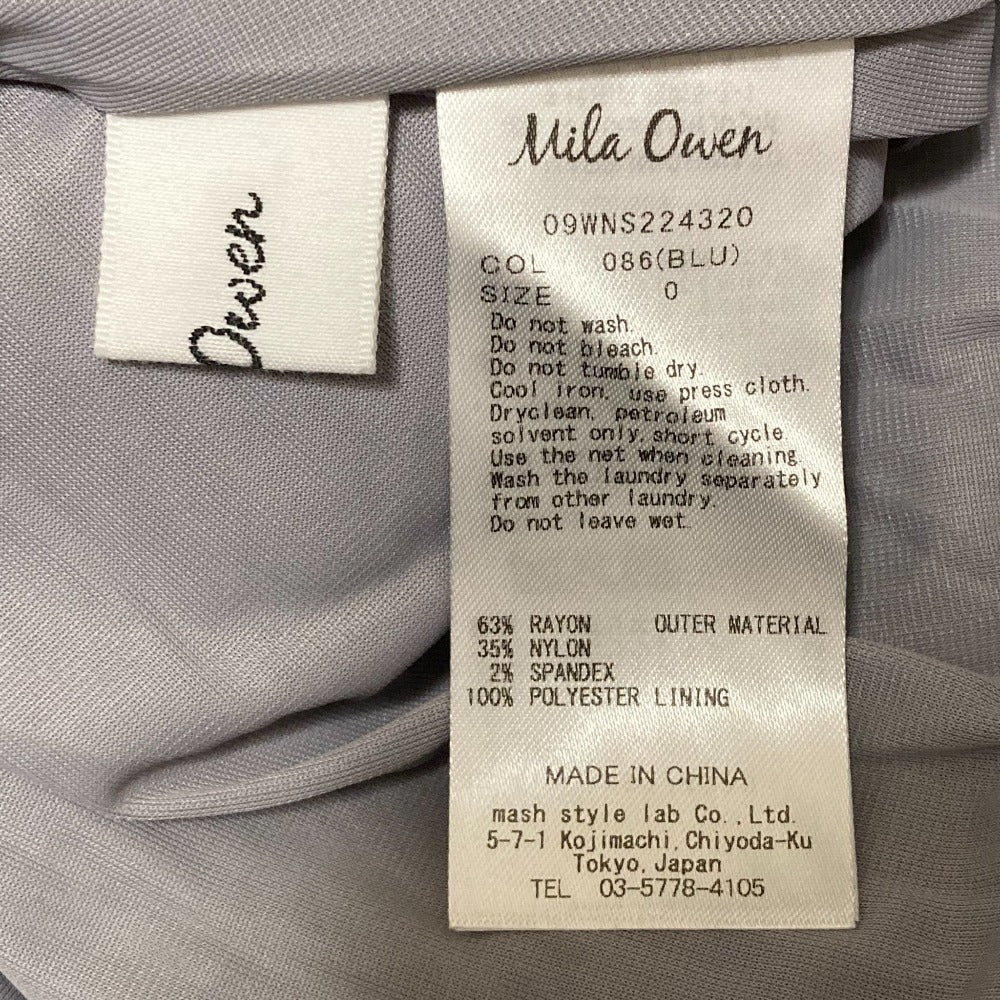 Owen
Mila Owen
09WNS224320
COL 086(BLU)
SIZE 0
Do not wash.
Do not bleach.
Do not tumble dry.
Cool iron, use press cloth.
Dryclean, petroleum
solvent only, short cycle.
Use the net when cleaning.
Wash the laundry separately
from other laundry.
Do not leave wet.
63% RAYON OUTER MATERIAL
35% NYLON
2% SPANDEX
100% POLYESTER LINING
MADE IN CHINA
mash style lab Co.,Ltd.
5-7-1 Kojimachi,Chiyoda-Ku
Tokyo,Japan
TEL 03-5778-4105